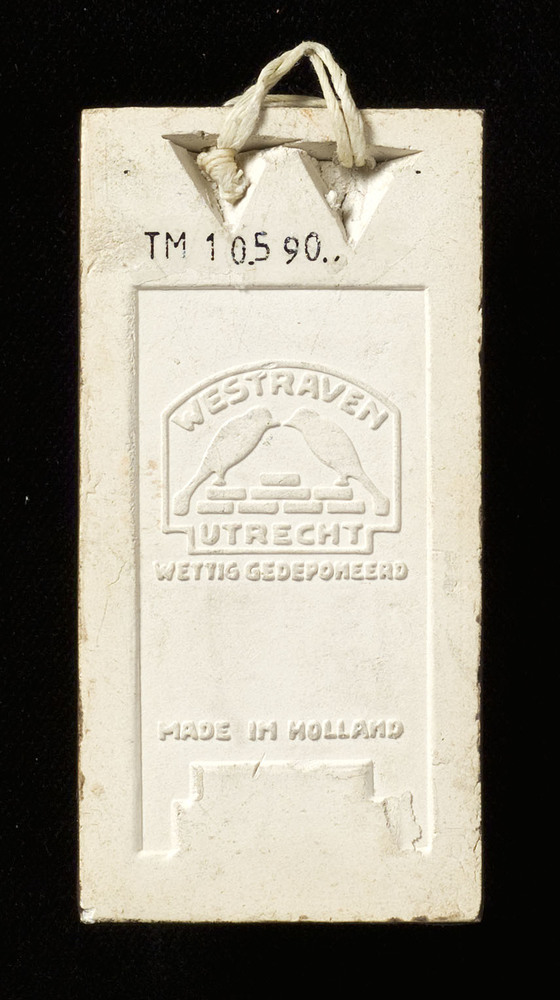 TM 10590..
WESTRAVEN
UTRECHT
WETTIG GEDEPONEERD
MADE IN HOLLAND